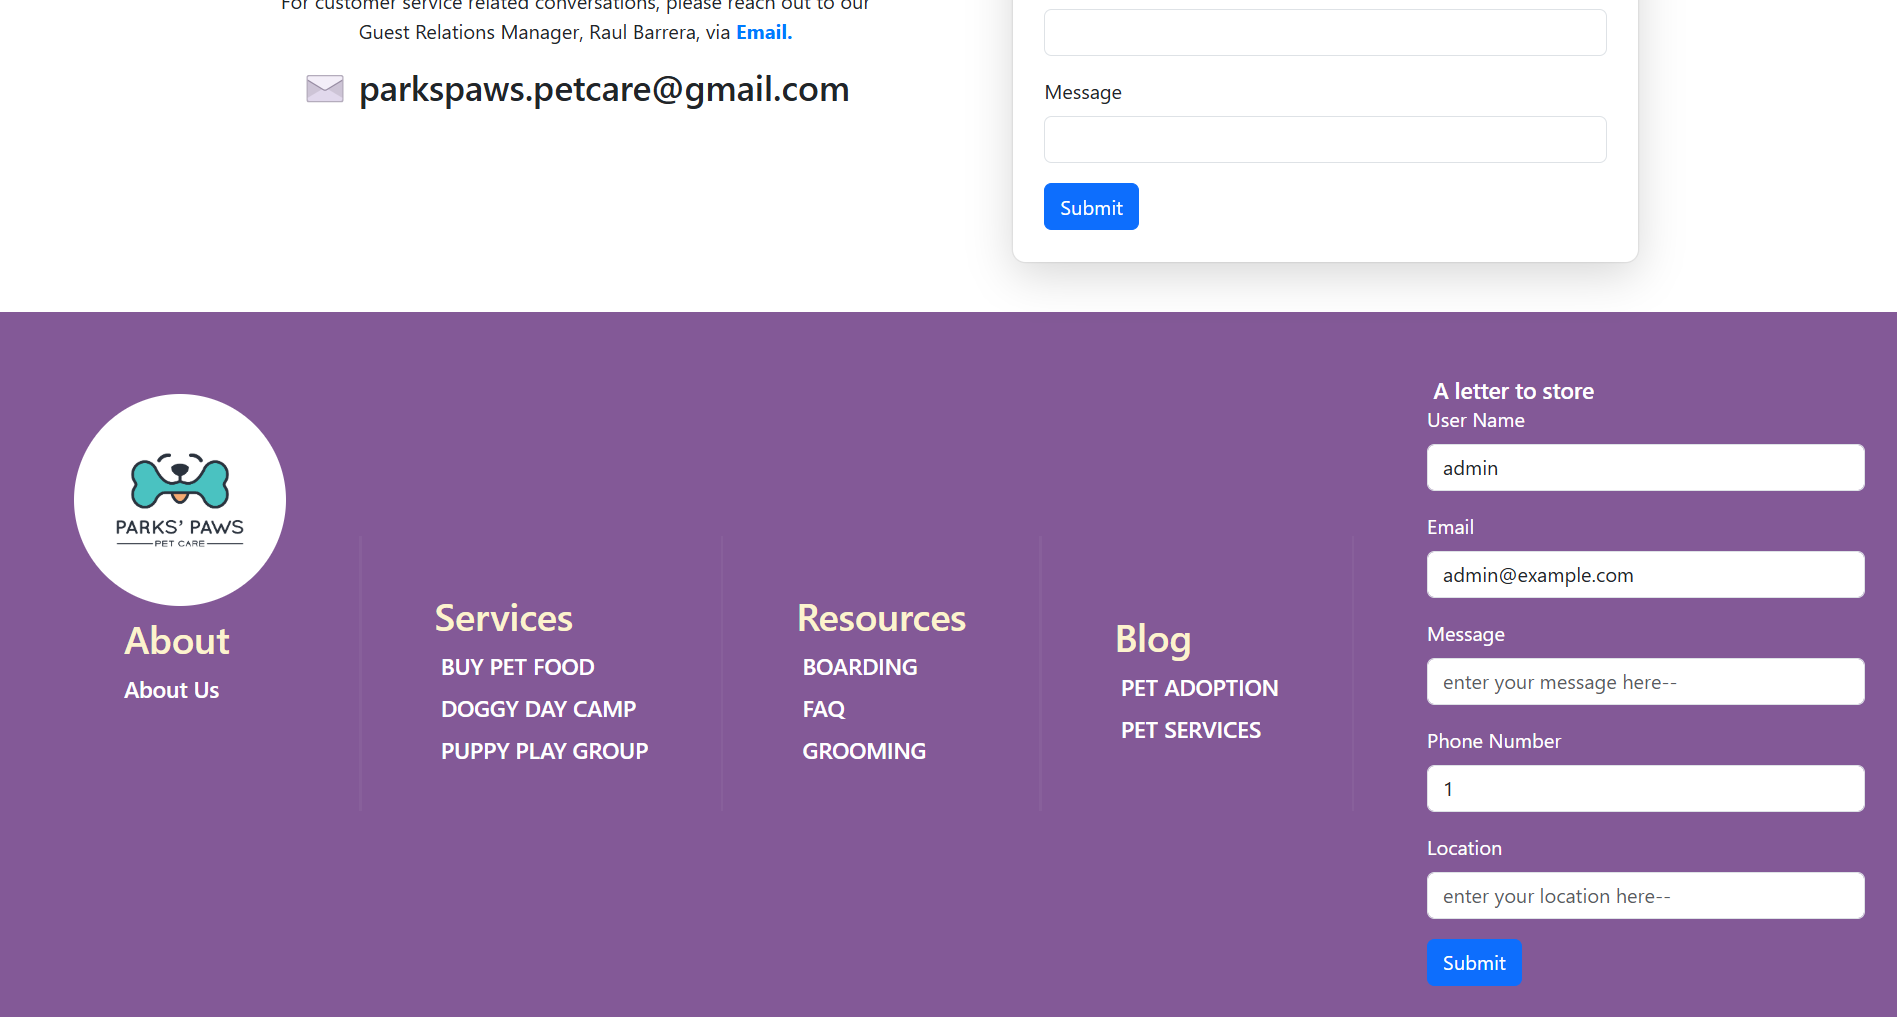 For customer service related conversations, please reach out to our
Guest Relations Manager, Raul Barrera, via Email.
parkspaws.petcare@gmail.com
Message
Submit
PARKS' PAWS
PET CARE
About
About Us
Services
BUY PET FOOD
DOGGY DAY CAMP
PUPPY PLAY GROUP
Resources
BOARDING
FAQ
GROOMING
Blog
PET ADOPTION
PET SERVICES
A letter to store
User Name
admin
Email
admin@example.com
Message
enter your message here--
Phone Number
1
Location
enter your location here--
Submit